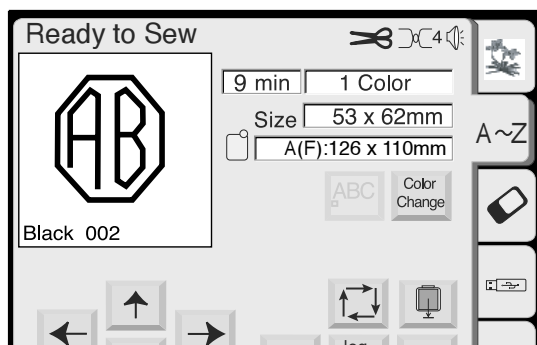 Ready to Sew
4
9 min
1 Color
Size
53 x 62mm
A(F):126 x 110mm
A~Z
AB
ABC
Color
Change
Black 002